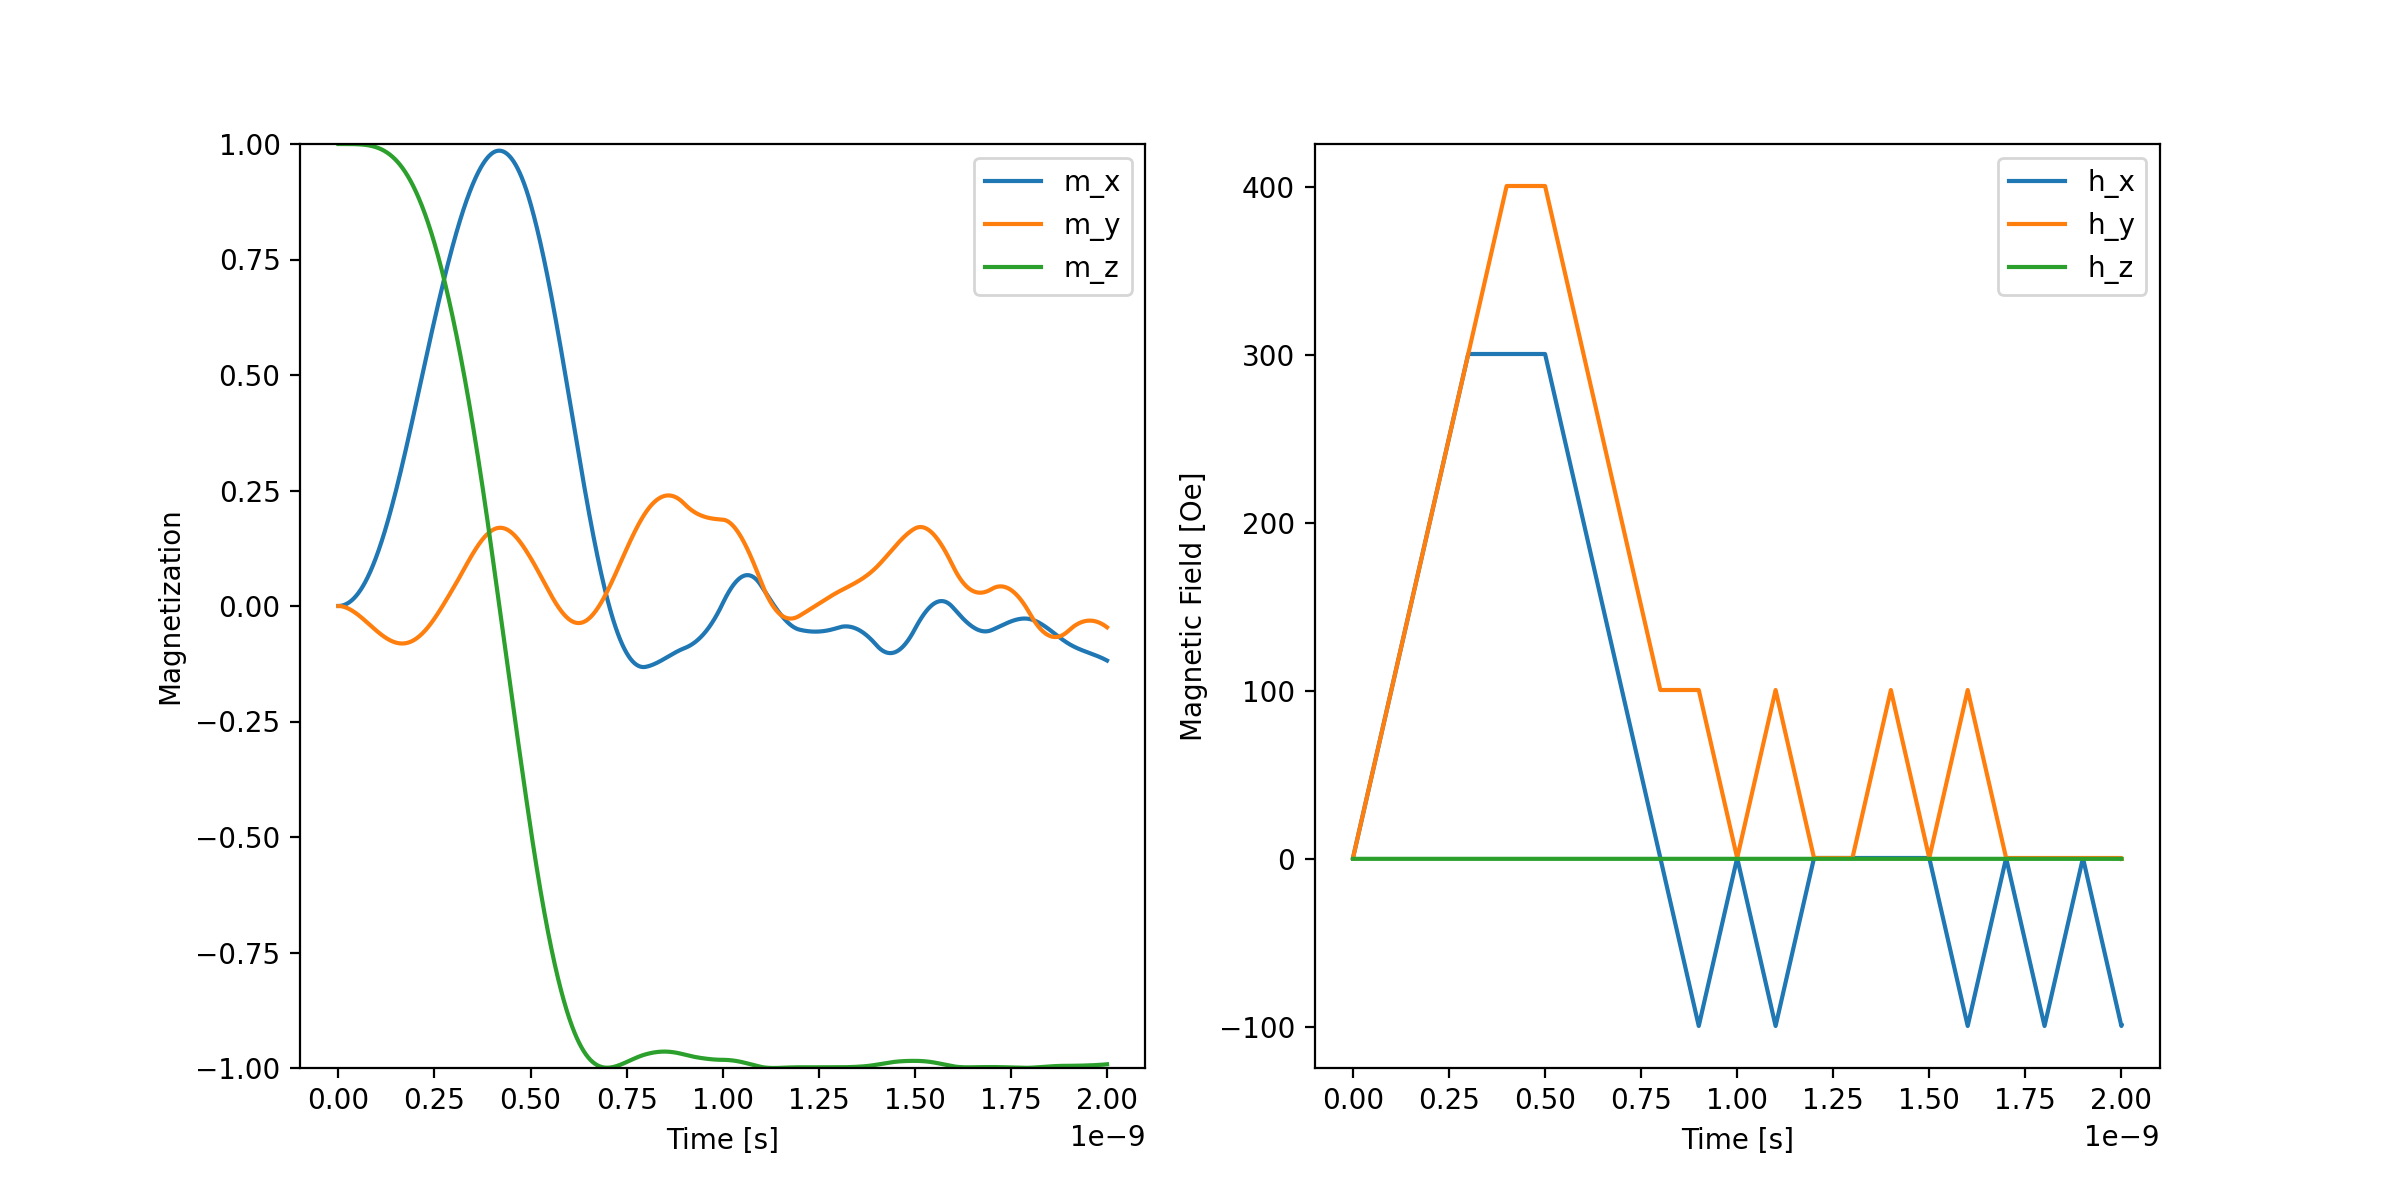 1.00
0.75
0.50
0.25
0.00
−0.25
−0.50
−0.75
−1.00
Magnetization
m_x
m_y
m_z
0.00 0.25 0.50 0.75 1.00 1.25 1.50 1.75 2.00
Time [s]
1e−9
400
300
200
100
0
−100
Magnetic Field [Oe]
h_x
h_y
h_z
0.00 0.25 0.50 0.75 1.00 1.25 1.50 1.75 2.00
Time [s]
1e−9